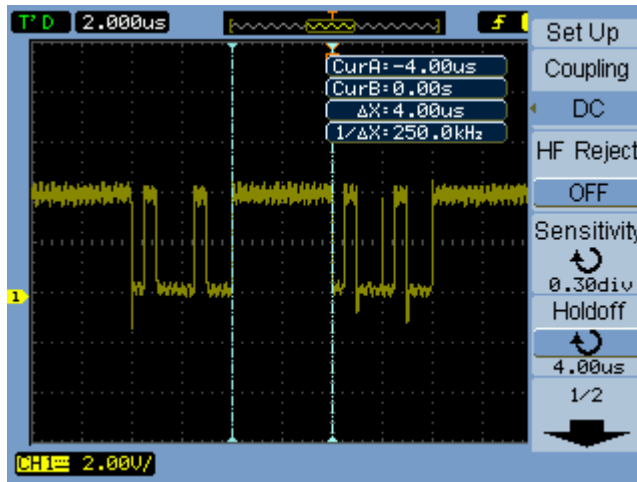 T'D 2.000us
Set Up
CurA:-4.00us
CurB:0.00s
ΔX:4.00us
1/ΔX:250.0kHz
Coupling
DC
HF Reject
OFF
Sensitivity
0.30div
Holdoff
4.00us
1/2
1
CH1 2.00V/